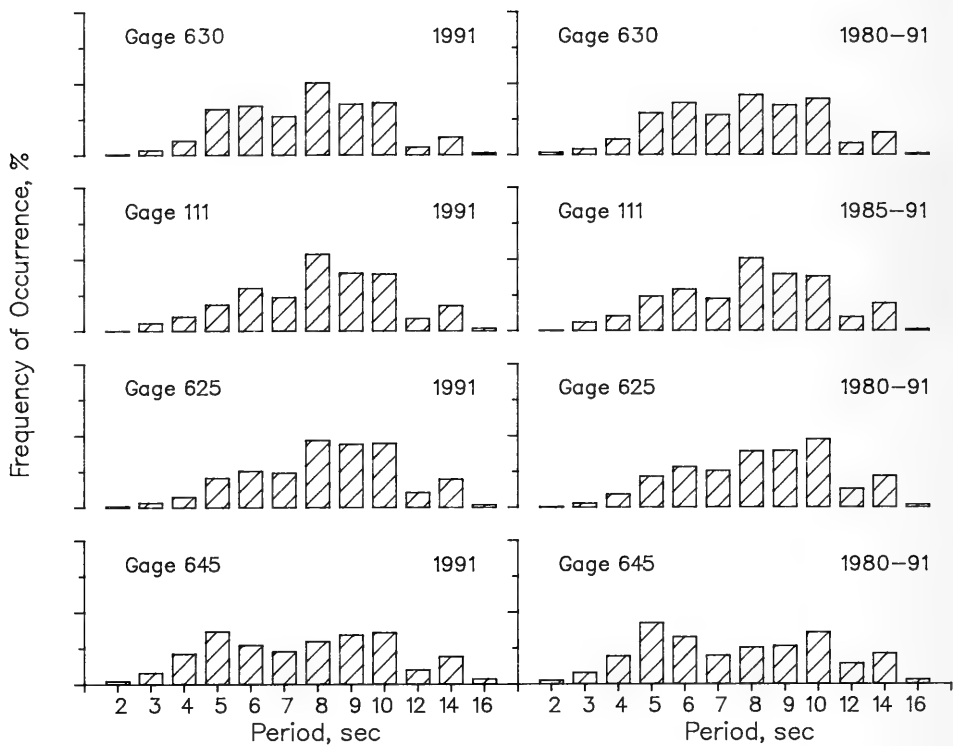 Frequency of Occurrence, %
Gage 630 1991
Gage 630 1980–91
Gage 111 1991
Gage 111 1985–91
Gage 625 1991
Gage 625 1980–91
Gage 645 1991
Gage 645 1980–91
2 3 4 5 6 7 8 9 10 12 14 16
2 3 4 5 6 7 8 9 10 12 14 16
Period, sec
Period, sec